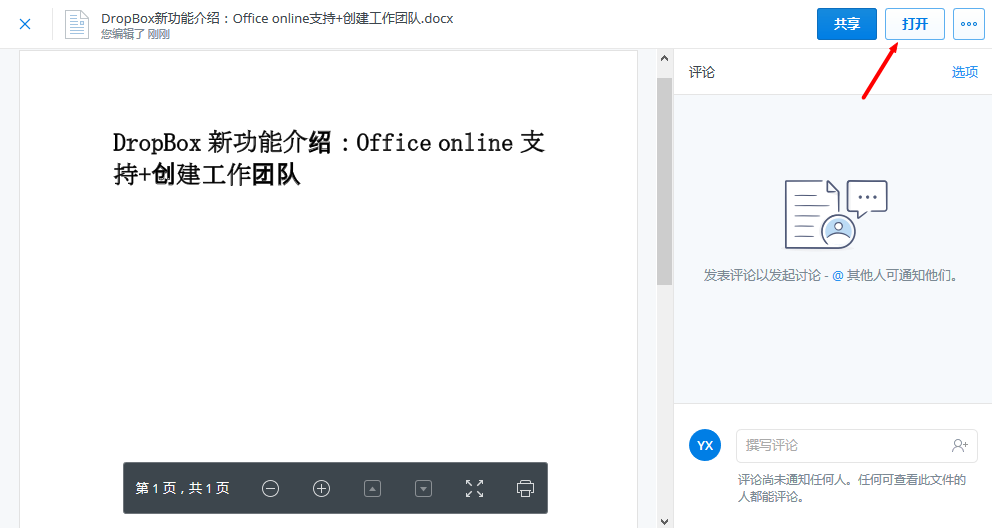 DropBox新功能介绍：Office online支持+创建工作团队.docx
您编辑了 刚刚
共享
打开
评论
选项
DropBox 新功能介绍：Office online 支
持+创建工作团队
发表评论以发起讨论 - @ 其他人可通知他们。
第 1 页，共 1 页
YX
撰写评论
评论尚未通知任何人。任何可查看此文件的
人都能评论。